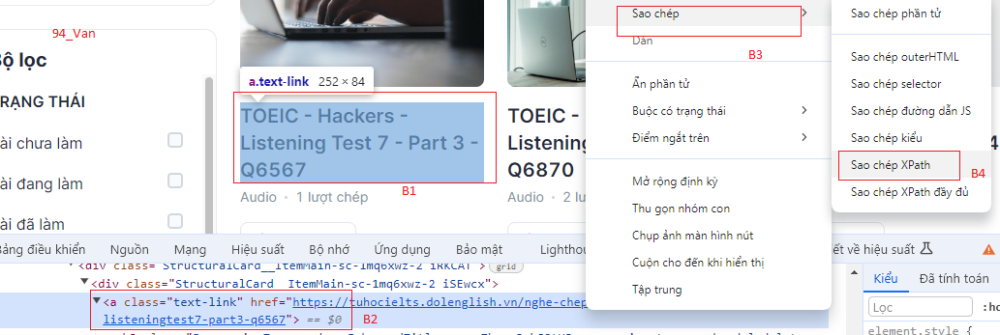 94_Van
Bộ lọc
TRẠNG THÁI
ài chưa làm
ài đang làm
ài đã làm
a.text-link 252 × 84
TOEIC - Hackers -
Listening Test 7 - Part 3 -
Q6567
Audio • 1 lượt chép
B1
TOEIC -
Listening
Q6870
Audio • 2 l
4
Sao chép
Dán
B3
Ẩn phần tử
Buộc có trạng thái
Điểm ngắt trên
Mở rộng định kỳ
Thu gọn nhóm con
Chụp ảnh màn hình nút
Cuộn cho đến khi hiển thị
Tập trung
Sao chép phần tử
Sao chép outerHTML
Sao chép selector
Sao chép đường dẫn JS
Sao chép kiểu
Sao chép XPath
B4
Sao chép XPath đầy đủ
Bảng điều khiển Nguồn Mạng Hiệu suất Bộ nhớ Ứng dụng Bảo mật Lighthou
ết về hiệu suất
<div class="StructuralCard__ItemMain-sc-1mq6xwz-2 iRKCAT"> grid
<div class="StructuralCard__ItemMain-sc-1mq6xwz-2 iSEwcx">
<a class="text-link" href="https://tuhocielts.dolenglish.vn/nghe-chep
listeningtest7-part3-q6567"> == $0
B2
Kiểu Đã tính toán
Lọc :ho
element.style {